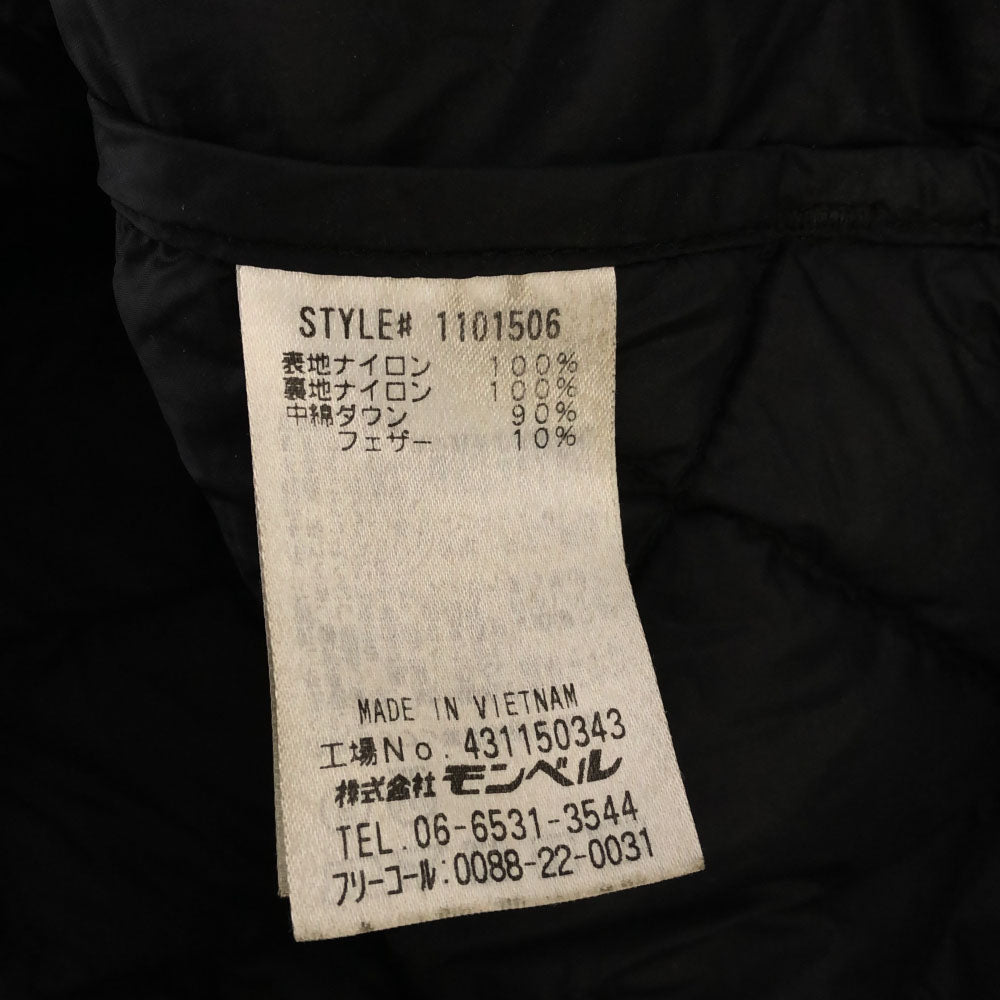 STYLE# 1101506
表地ナイロン 100%
裏地ナイロン 100%
中綿ダウン 90%
フェザー 10%
MADE IN VIETNAM
工場No. 431150343
株式会社モンベル
TEL.06-6531-3544
フリーコール:0088-22-0031